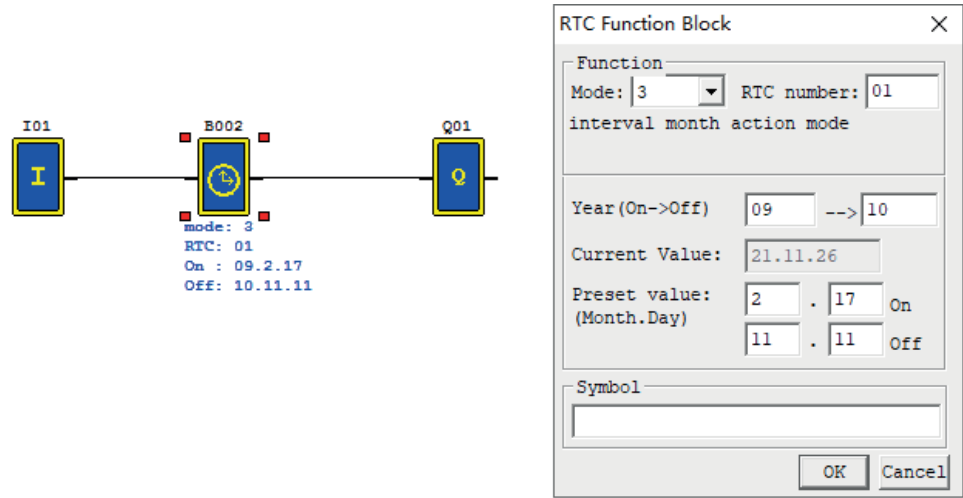 I01
B002
Q01
I
Q
mode: 3
RTC: 01
On : 09.2.17
Off: 10.11.11
RTC Function Block
Function
Mode: 3 RTC number: 01
interval month action mode
Year(On->Off) 09 --> 10
Current Value: 21.11.26
Preset value: 2 . 17 On
(Month.Day)
11 . 11 Off
Symbol
OK Cancel